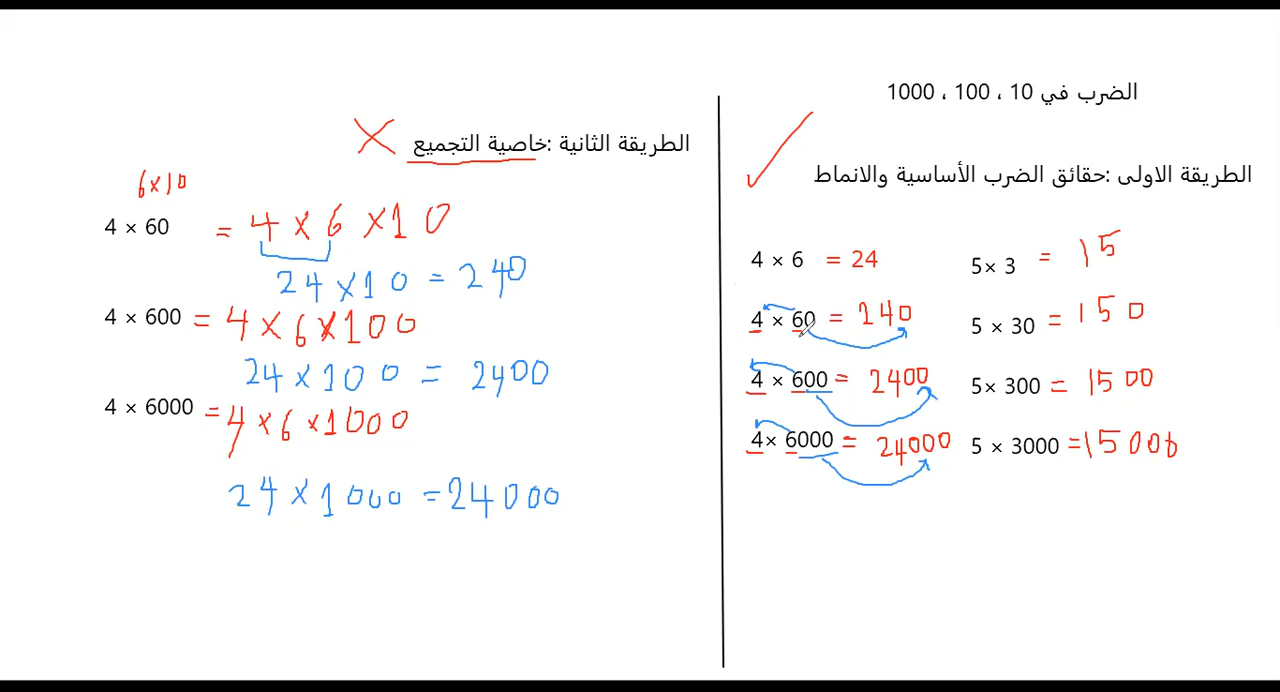 الضرب في 10 ، 100 ، 1000
الطريقة الاولى :حقائق الضرب الأساسية والانماط
4 × 6 = 24
4 × 60 = 240
4 × 600 = 2400
4 × 6000 = 24000
5× 3 = 15
5 × 30 = 150
5× 300 = 1500
5 × 3000 =15000
الطريقة الثانية :خاصية التجميع
6×10
4 × 60 = 4 × 6 ×10
24 ×10 = 240
4 × 600 = 4 × 6 ×100
24 × 100 = 2400
4 × 6000 = 4 × 6 ×1000
24 × 1000 = 24000